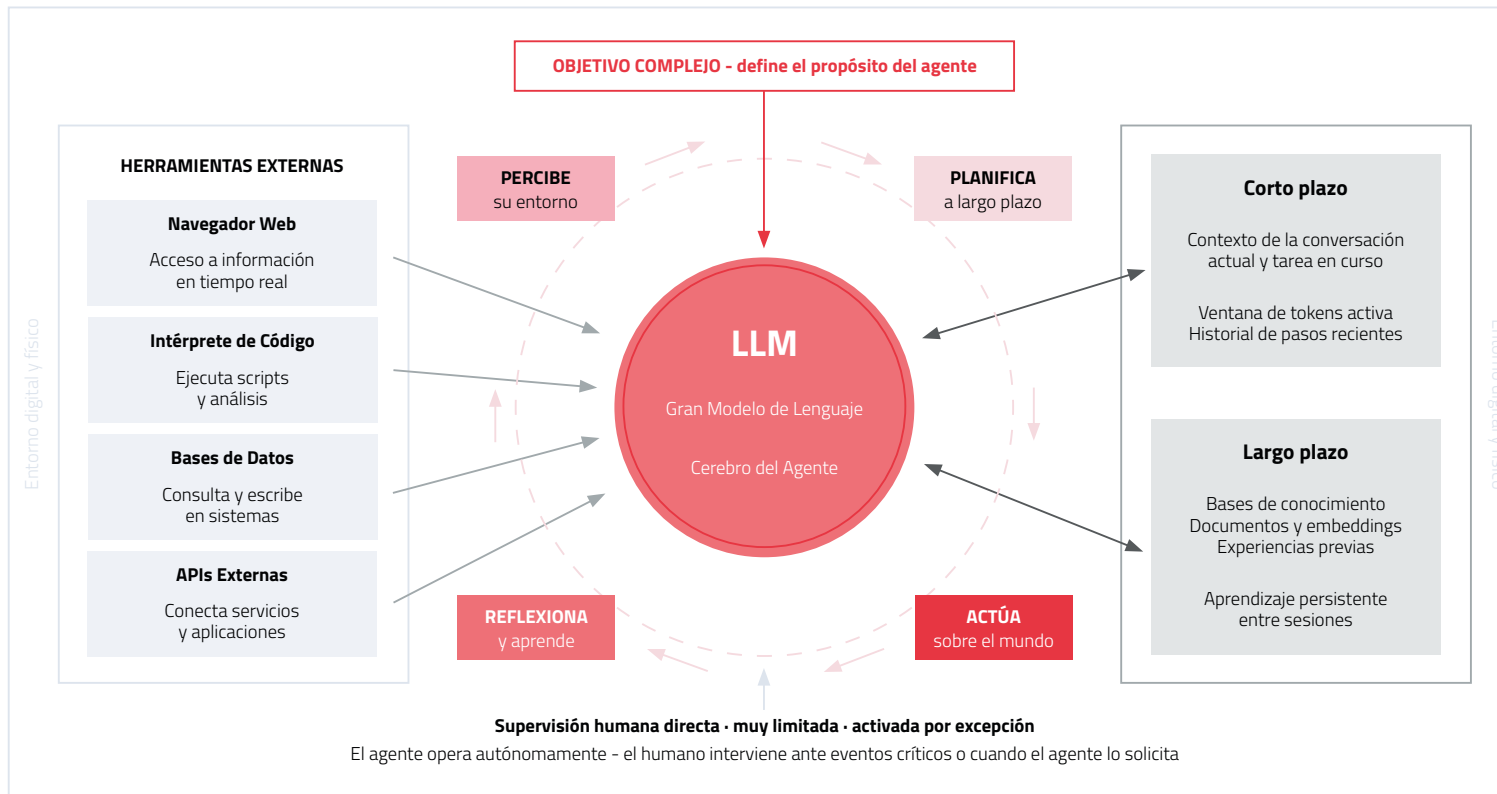 OBJETIVO COMPLEJO - define el propósito del agente
HERRAMIENTAS EXTERNAS
Navegador Web
Acceso a información
en tiempo real
Intérprete de Código
Ejecuta scripts
y análisis
Bases de Datos
Consulta y escribe
en sistemas
APIs Externas
Conecta servicios
y aplicaciones
Entorno digital y físico
PERCIBE
su entorno
PLANIFICA
a largo plazo
LLM
Gran Modelo de Lenguaje
Cerebro del Agente
REFLEXIONA
y aprende
ACTÚA
sobre el mundo
Corto plazo
Contexto de la conversación
actual y tarea en curso
Ventana de tokens activa
Historial de pasos recientes
Largo plazo
Bases de conocimiento
Documentos y embeddings
Experiencias previas
Aprendizaje persistente
entre sesiones
Entorno digital y físico
Supervisión humana directa · muy limitada · activada por excepción
El agente opera autónomamente - el humano interviene ante eventos críticos o cuando el agente lo solicita